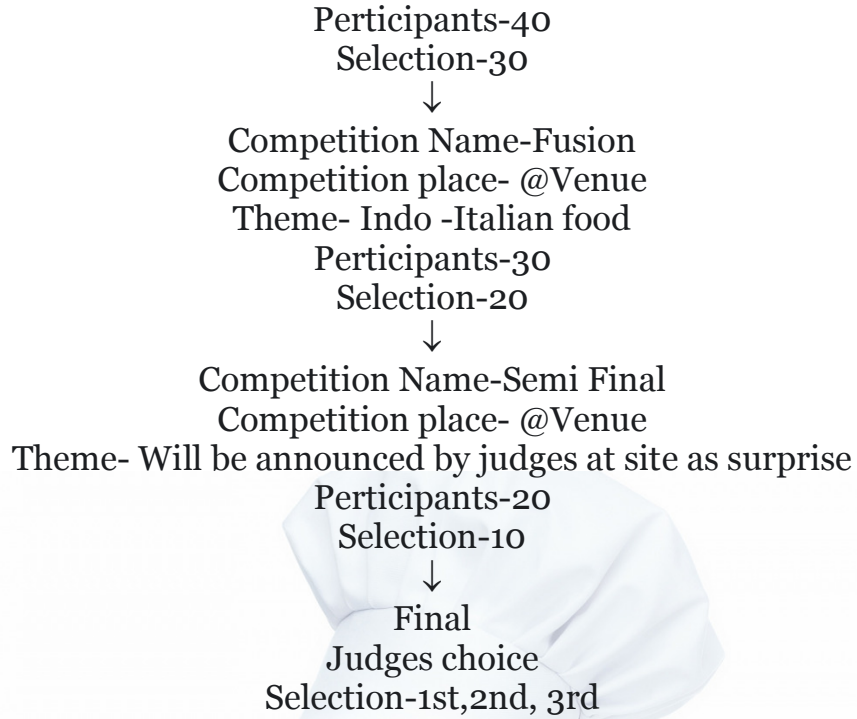 Perticipants-40
Selection-30
↓
Competition Name-Fusion
Competition place- @Venue
Theme- Indo -Italian food
Perticipants-30
Selection-20
↓
Competition Name-Semi Final
Competition place- @Venue
Theme- Will be announced by judges at site as surprise
Perticipants-20
Selection-10
↓
Final
Judges choice
Selection-1st,2nd, 3rd